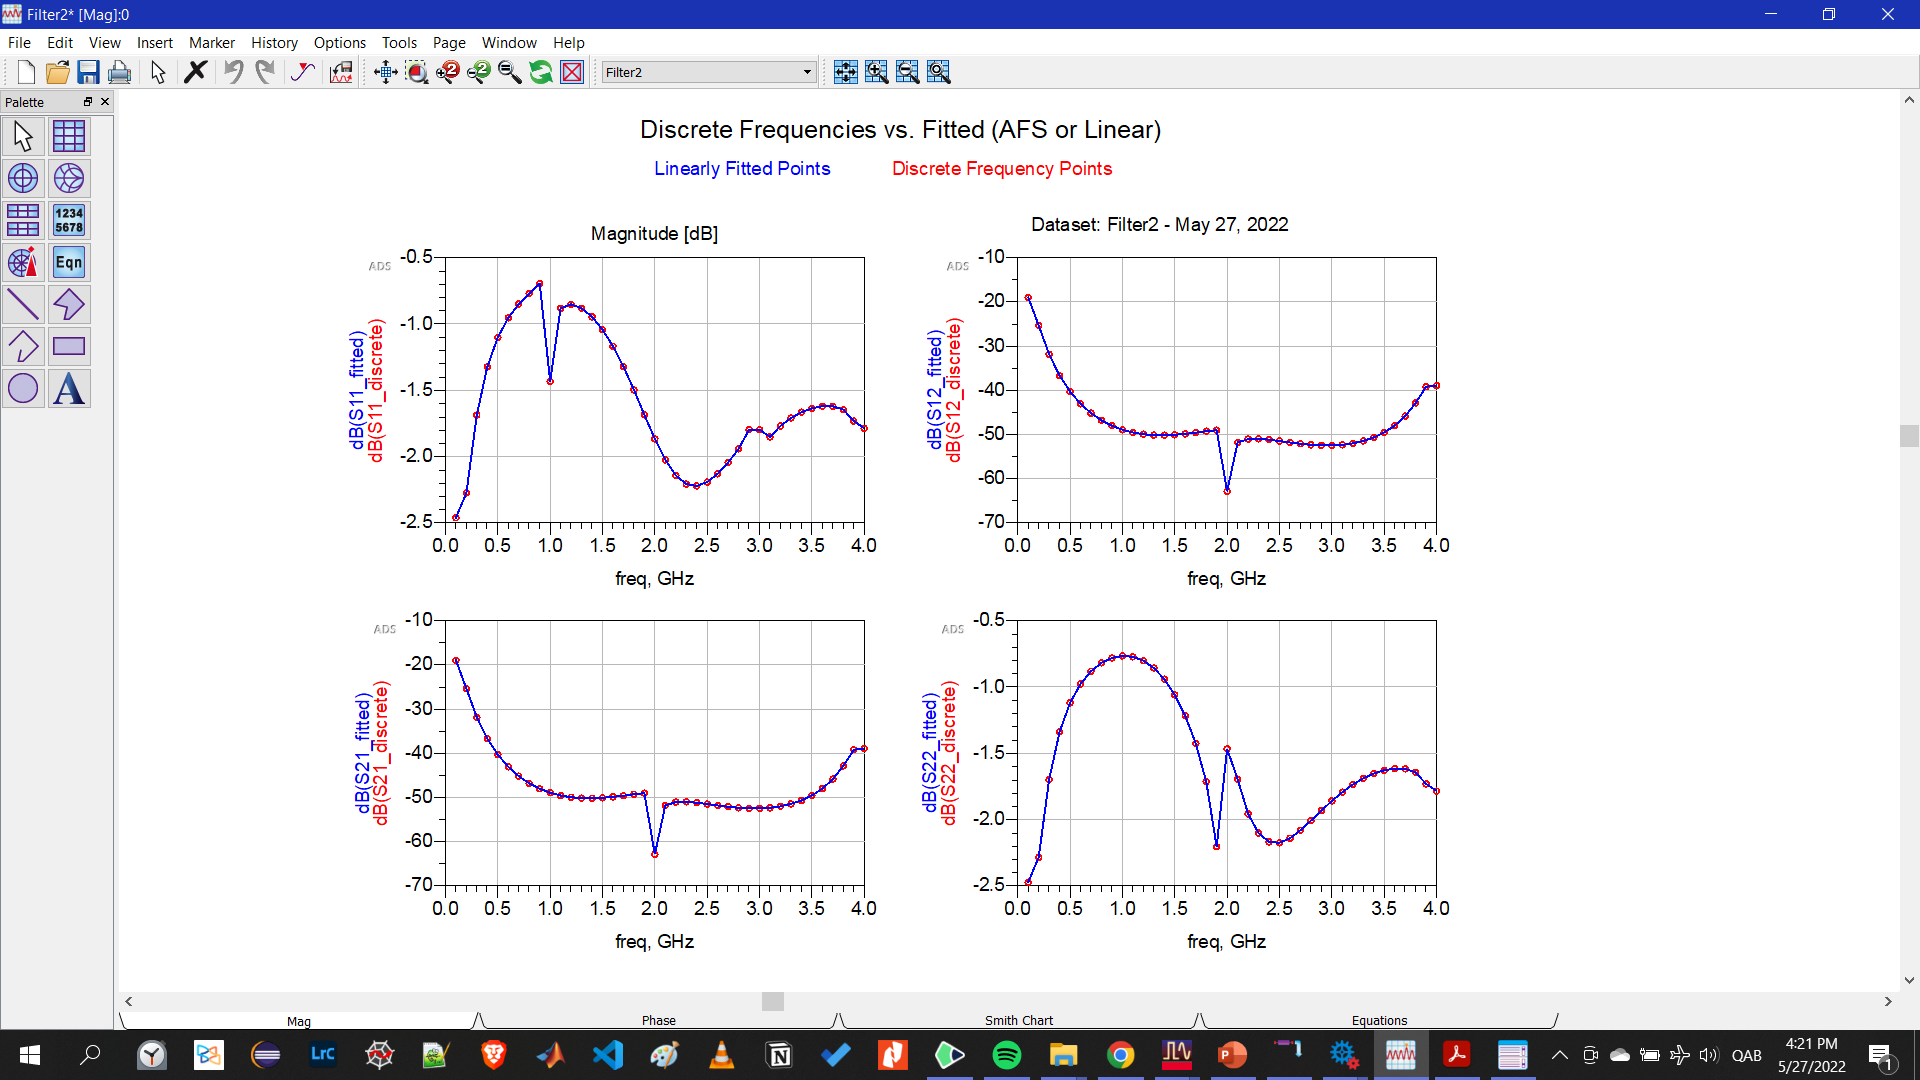 Filter2* [Mag]:0
File Edit View Insert Marker History Options Tools Page Window Help
2 2 Filter2
Palette
1234
5678
Eqn
A
Discrete Frequencies vs. Fitted (AFS or Linear)
Linearly Fitted Points Discrete Frequency Points
Magnitude [dB]
ADS
dB(S11_fitted)
dB(S11_discrete)
-0.5
-1.0
-1.5
-2.0
-2.5
0.0 0.5 1.0 1.5 2.0 2.5 3.0 3.5 4.0
freq, GHz
Dataset: Filter2 - May 27, 2022
ADS
dB(S12_fitted)
dB(S12_discrete)
-10
-20
-30
-40
-50
-60
-70
0.0 0.5 1.0 1.5 2.0 2.5 3.0 3.5 4.0
freq, GHz
ADS
dB(S21_fitted)
dB(S21_discrete)
-10
-20
-30
-40
-50
-60
-70
0.0 0.5 1.0 1.5 2.0 2.5 3.0 3.5 4.0
freq, GHz
ADS
dB(S22_fitted)
dB(S22_discrete)
-0.5
-1.0
-1.5
-2.0
-2.5
0.0 0.5 1.0 1.5 2.0 2.5 3.0 3.5 4.0
freq, GHz
Mag Phase Smith Chart Equations
Lrc
QAB
4:21 PM
5/27/2022
1